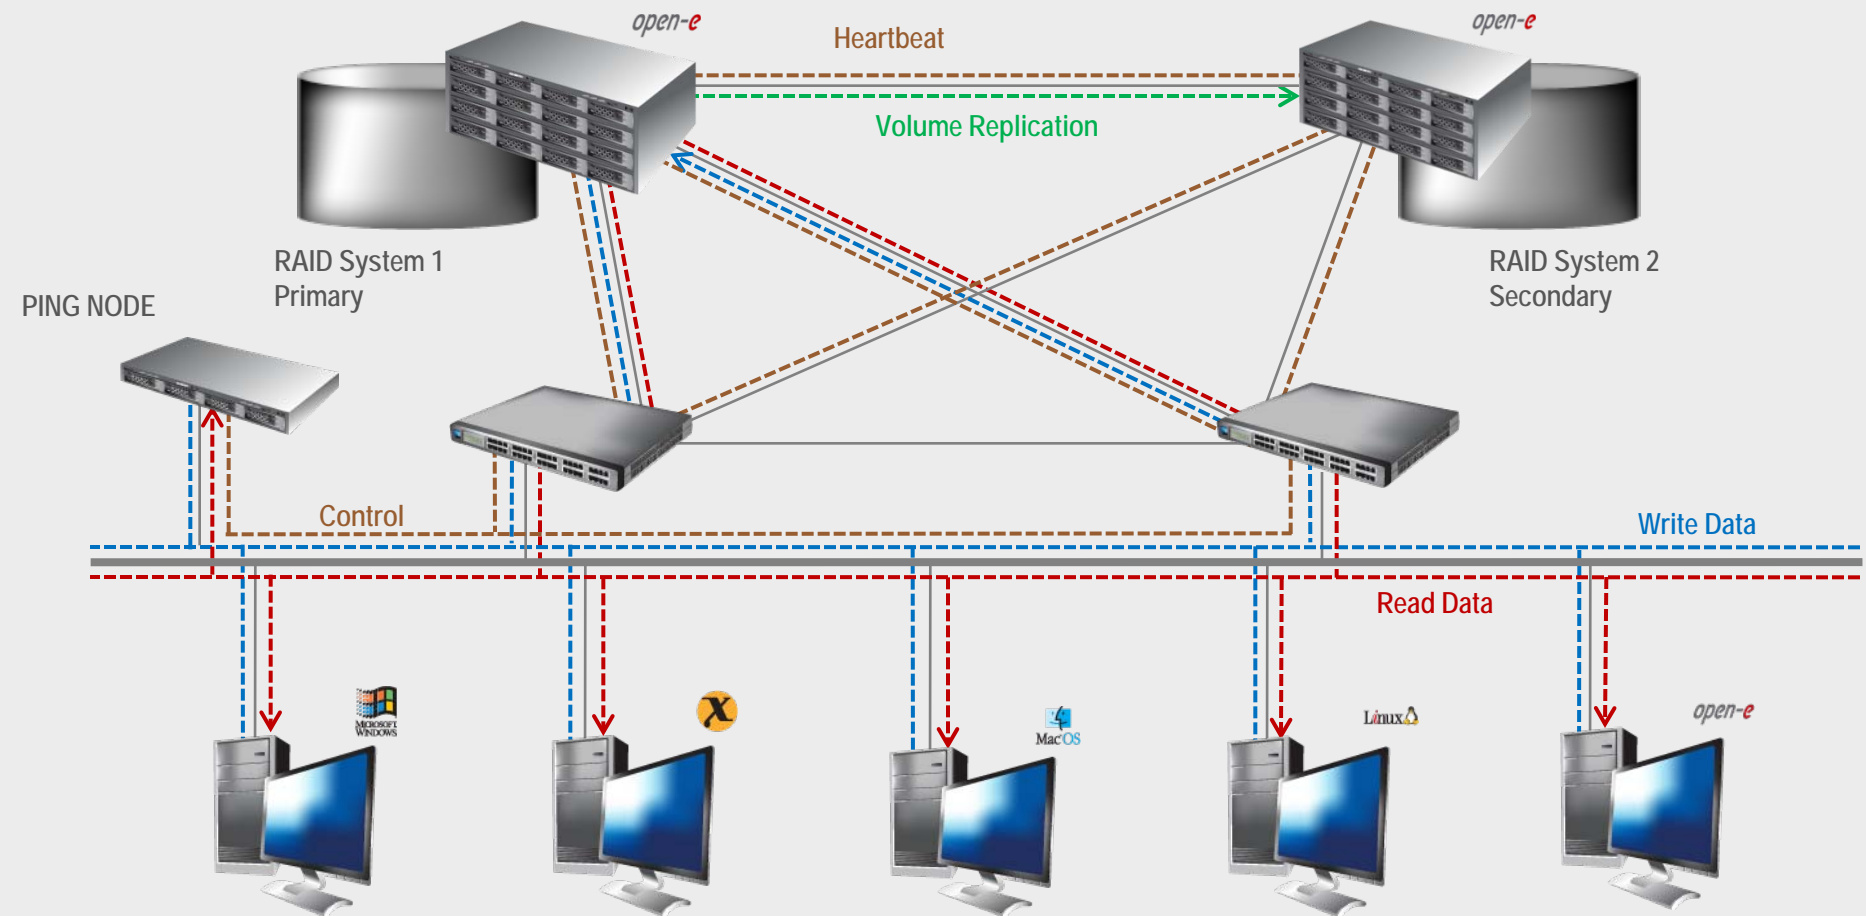 open-e
open-e
Heartbeat
Volume Replication
RAID System 1
Primary
RAID System 2
Secondary
PING NODE
Control
Write Data
Read Data
MICROSOFT
WINDOWS
X
Mac OS
Linux
open-e